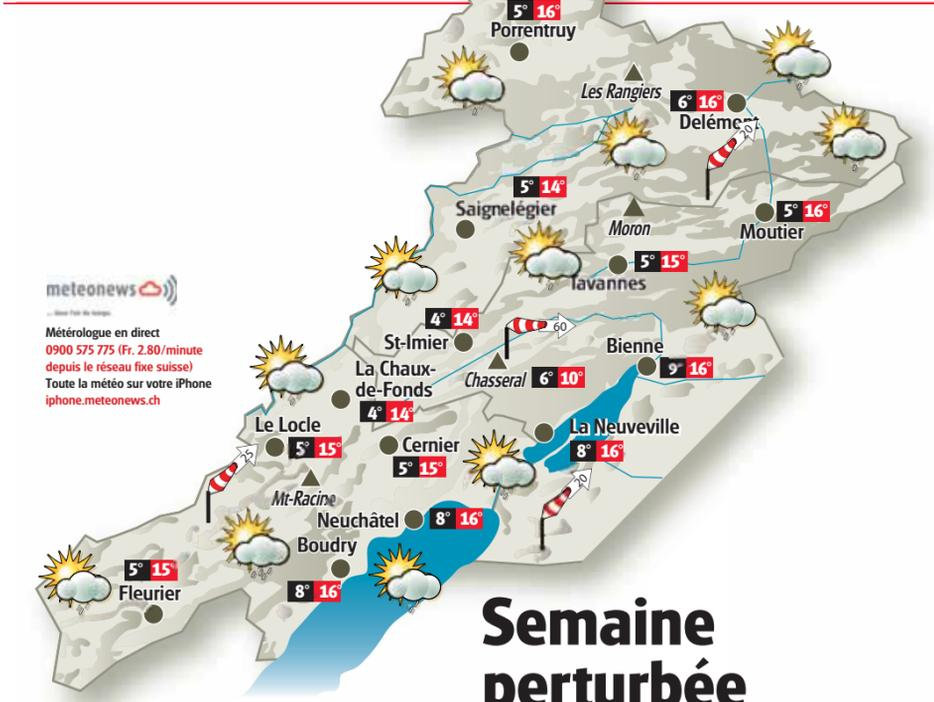 5° 16°
Porrentruy
Les Rangiers
6° 16°
Delémont
20
5° 14°
Saignelégier
Moron
5° 16°
Moutier
5° 15°
Tavannes
meteonews
Météorologue en direct
0900 575 775 (Fr. 2.80/minute
depuis le réseau fixe suisse)
Toute la météo sur votre iPhone
iphone.meteonews.ch
4° 14°
St-Imier
60
Bienne
9° 16°
Chasseral
6° 10°
La Chaux-
de-Fonds
4° 14°
Le Locle
5° 15°
Cernier
5° 15°
La Neuveville
8° 16°
25
20
Mt-Racine
Neuchâtel
8° 16°
Boudry
8° 16°
5° 15°
Fleurier
Semaine
perturbée